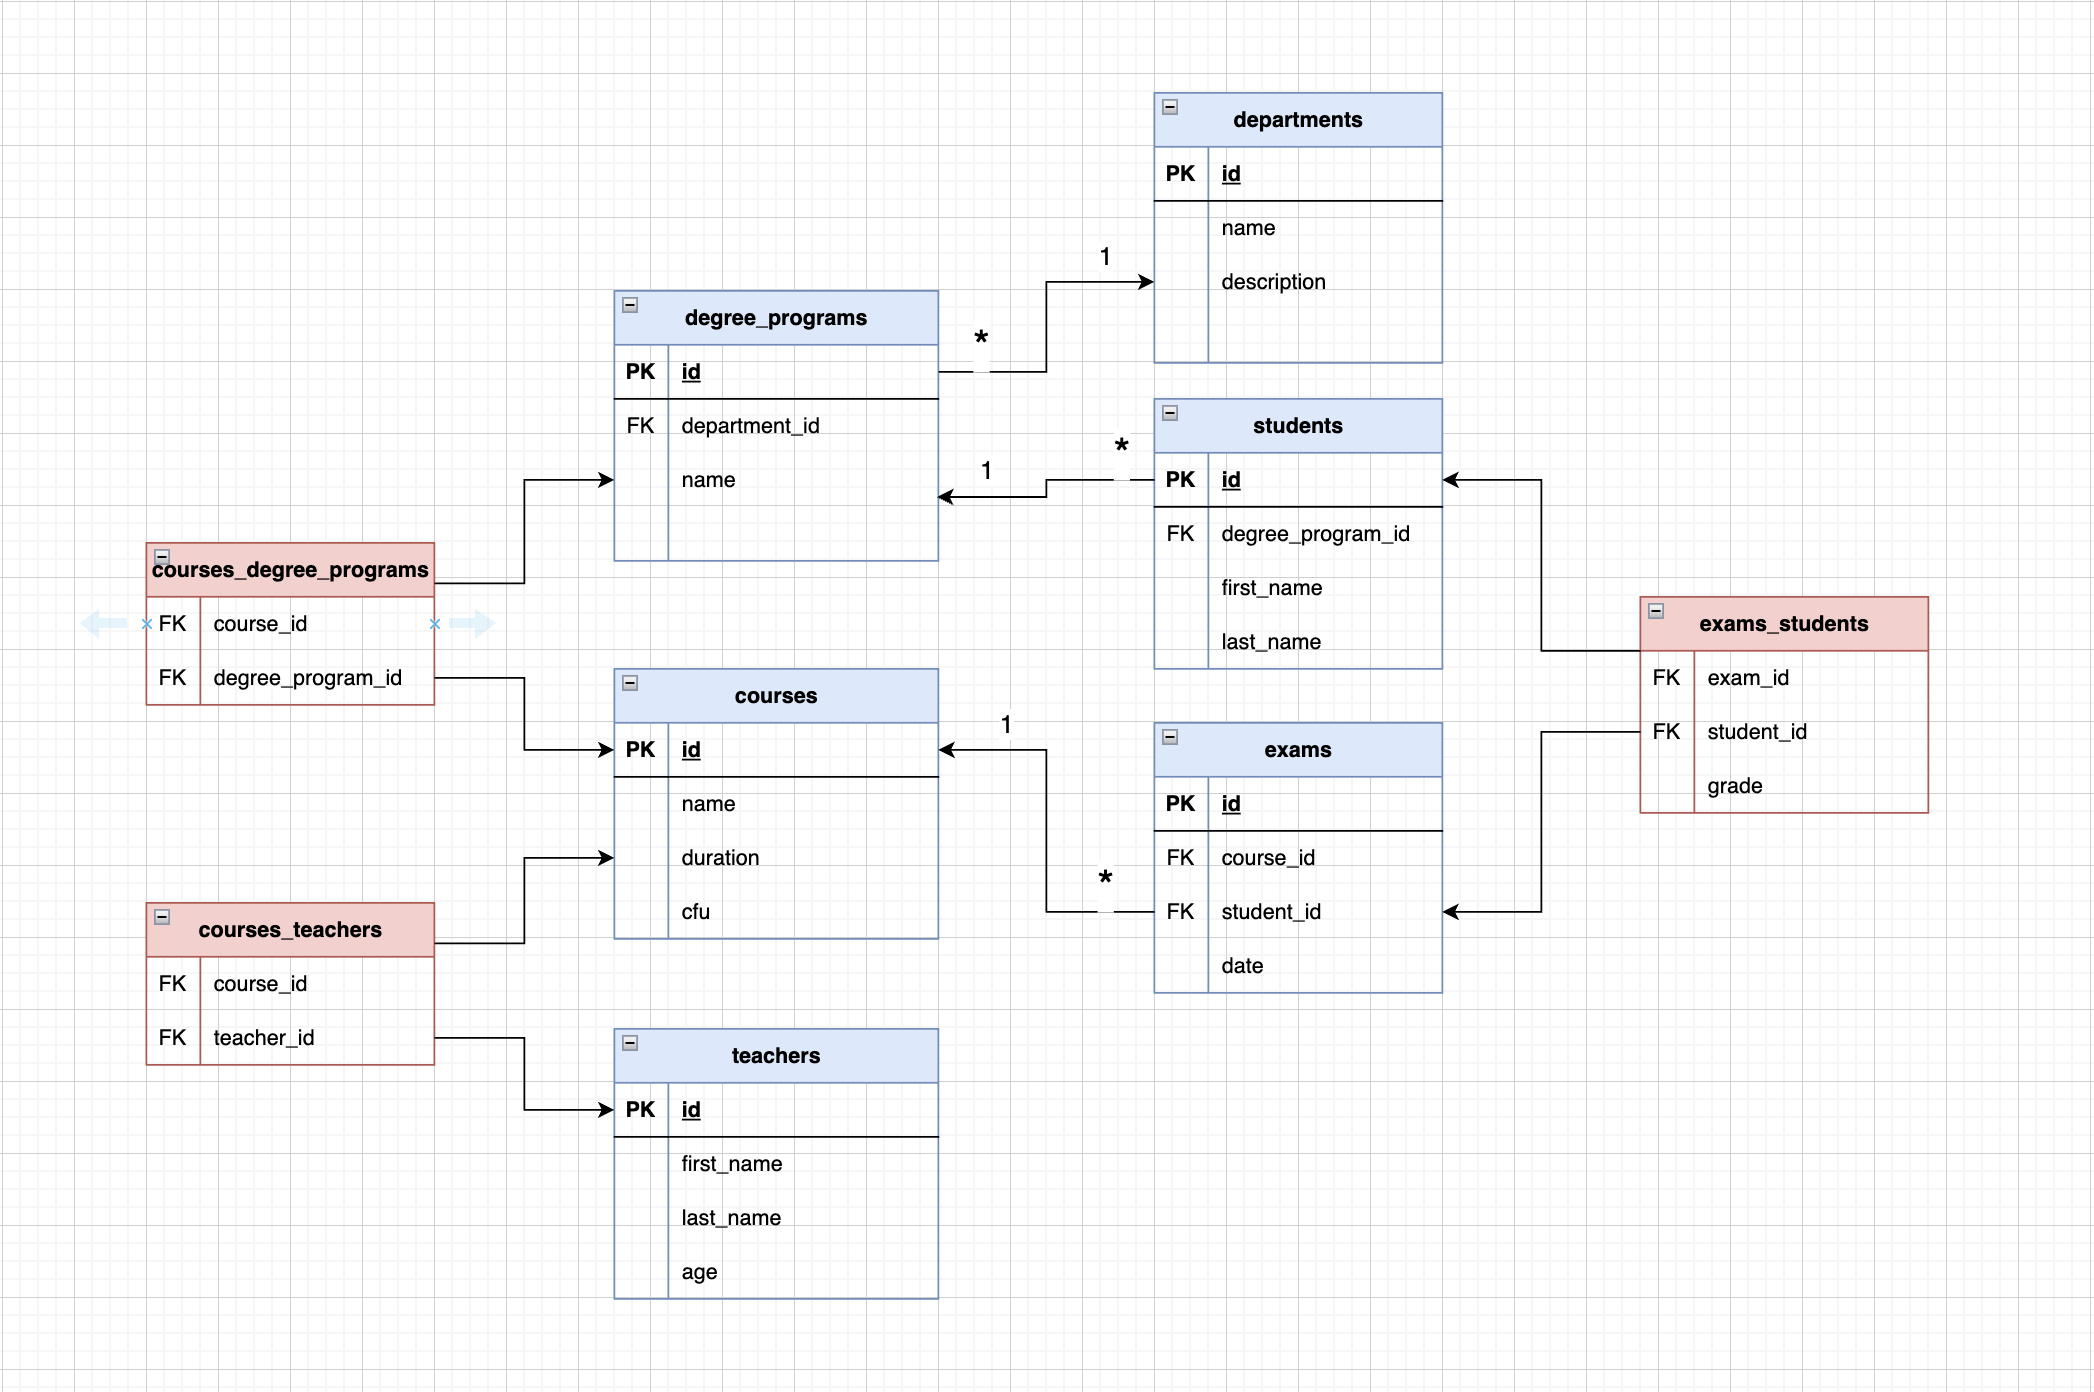 departments
PK id
name
description
1
*
degree_programs
PK id
FK department_id
name
1
*
students
PK id
FK degree_program_id
first_name
last_name
courses_degree_programs
FK course_id
FK degree_program_id
exams_students
FK exam_id
FK student_id
grade
courses
PK id
name
duration
cfu
1
*
exams
PK id
FK course_id
FK student_id
date
courses_teachers
FK course_id
FK teacher_id
teachers
PK id
first_name
last_name
age